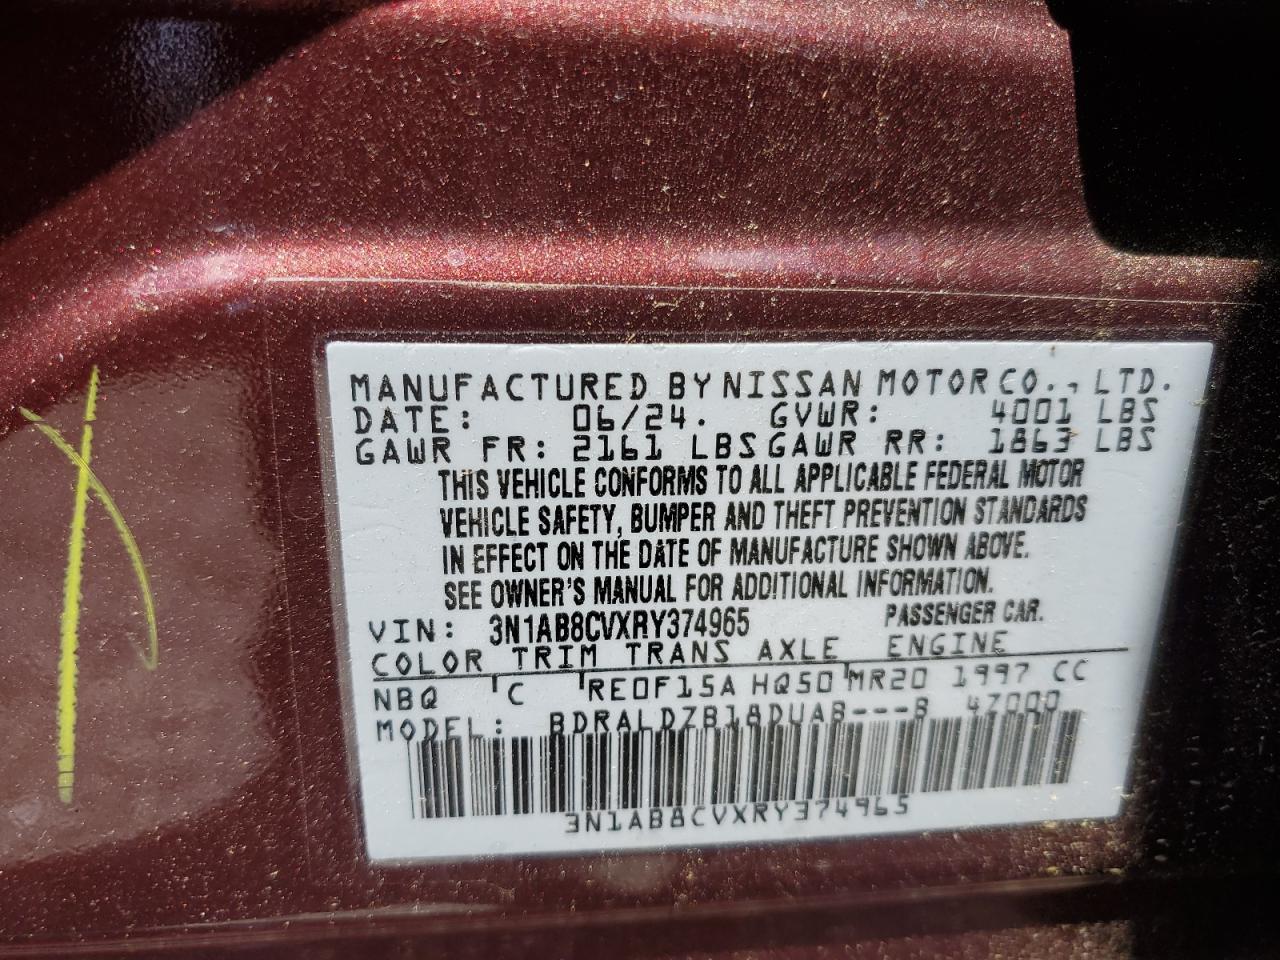 MANUFACTURED BY NISSAN MOTOR CO., LTD.
DATE: 06/24. GVWR: 4001 LBS
GAWR FR: 2161 LBS GAWR RR: 1863 LBS
THIS VEHICLE CONFORMS TO ALL APPLICABLE FEDERAL MOTOR
VEHICLE SAFETY, BUMPER AND THEFT PREVENTION STANDARDS
IN EFFECT ON THE DATE OF MANUFACTURE SHOWN ABOVE.
SEE OWNER'S MANUAL FOR ADDITIONAL INFORMATION.
VIN: 3N1AB8CVXRY374965 PASSENGER CAR.
COLOR TRIM TRANS AXLE ENGINE
NBQ C RE0F15A HQ50 MR20 1997 CC
MODEL: BDRALDZB18DUAB---B 47000
3N1AB8CVXRY374965